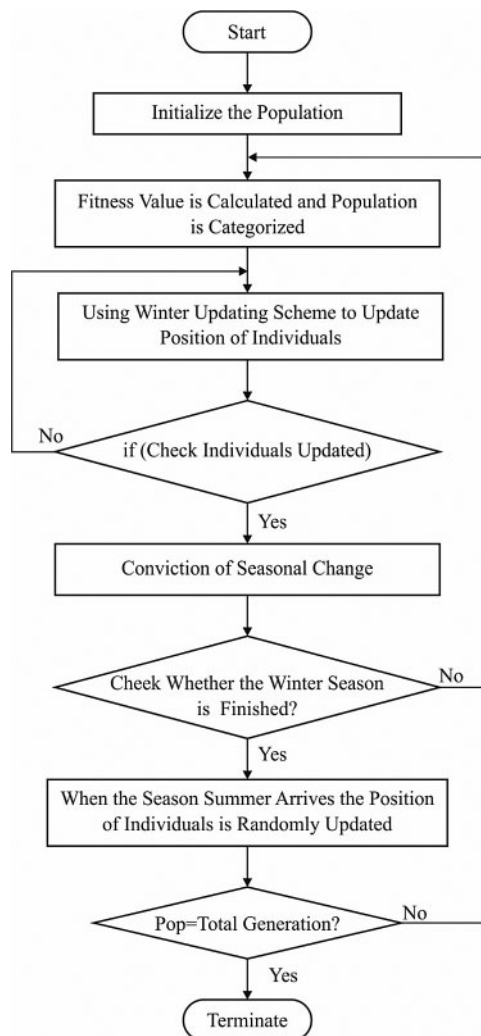 Start
Initialize the Population
Fitness Value is Calculated and Population
is Categorized
Using Winter Updating Scheme to Update
Position of Individuals
No
if (Check Individuals Updated)
Yes
Conviction of Seasonal Change
No
Cheek Whether the Winter Season
is Finished?
Yes
When the Season Summer Arrives the Position
of Individuals is Randomly Updated
No
Pop=Total Generation?
Yes
Terminate